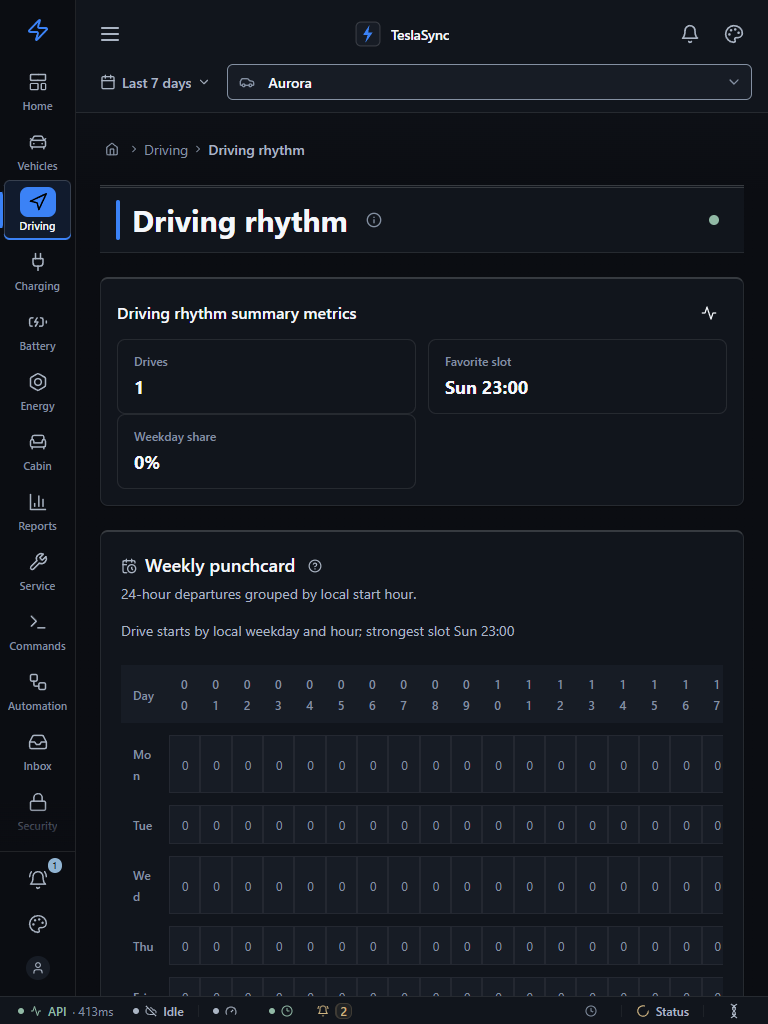 TeslaSync
Last 7 days
Aurora
Home
Vehicles
Driving
Charging
Battery
Energy
Cabin
Reports
Service
Commands
Automation
Inbox
Security
1
Driving
Driving rhythm
Driving rhythm
Driving rhythm summary metrics
Drives
1
Favorite slot
Sun 23:00
Weekday share
0%
Weekly punchcard
24-hour departures grouped by local start hour.
Drive starts by local weekday and hour; strongest slot Sun 23:00
Day 00 01 02 03 04 05 06 07 08 09 10 11 12 13 14 15 16 17
Mon 0 0 0 0 0 0 0 0 0 0 0 0 0 0 0 0 0 0
Tue 0 0 0 0 0 0 0 0 0 0 0 0 0 0 0 0 0 0
Wed 0 0 0 0 0 0 0 0 0 0 0 0 0 0 0 0 0 0
Thu 0 0 0 0 0 0 0 0 0 0 0 0 0 0 0 0 0 0
API · 413ms
Idle
2
Status